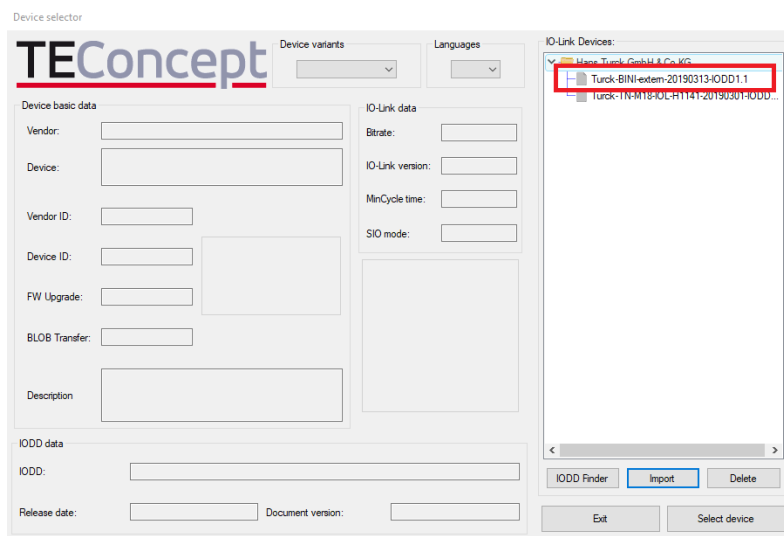 Device selector
TEConcept
Device variants
Languages
Device basic data
Vendor:
Device:
Vendor ID:
Device ID:
FW Upgrade:
BLOB Transfer:
Description
IO-Link data
Bitrate:
IO-Link version:
MinCycle time:
SIO mode:
IODD data
IODD:
Release date:
Document version:
IO-Link Devices:
Hans Turck GmbH & Co KG
Turck-BINI-extern-20190313-IODD1.1
Turck-TN-M18-IOL-H1141-20190301-IODD...
IODD Finder
Import
Delete
Exit
Select device